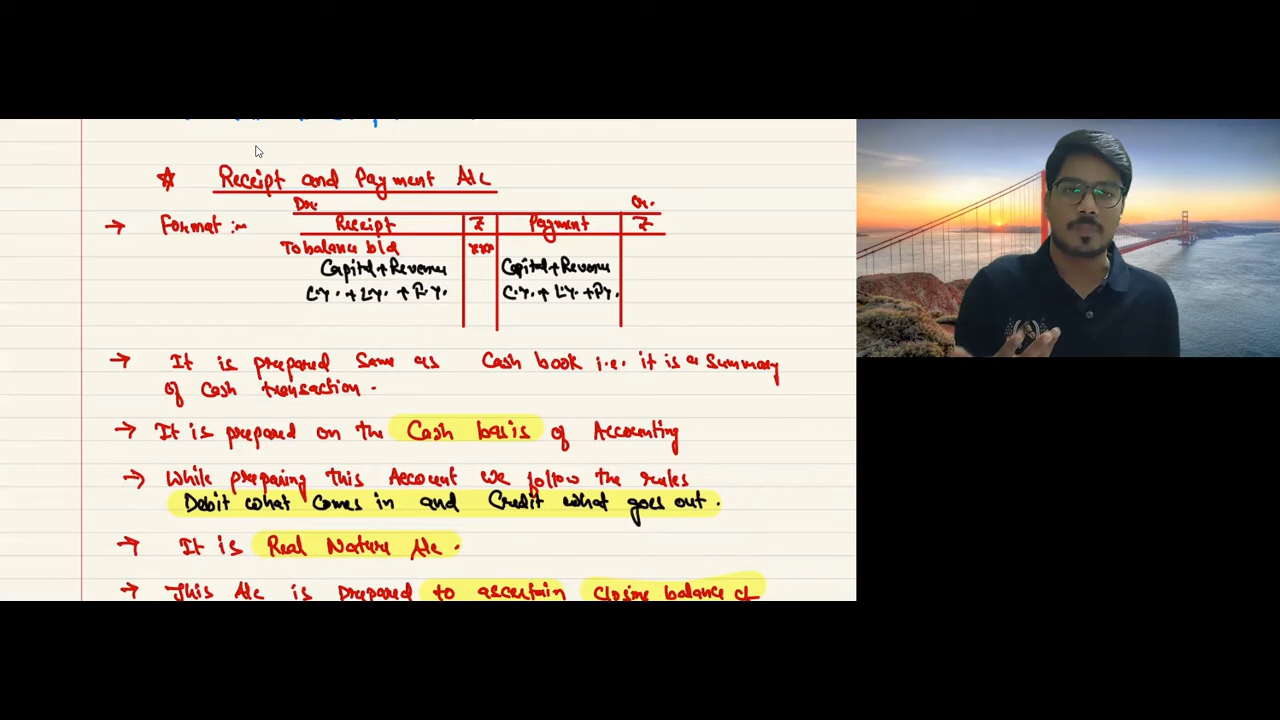 ☆ Receipt and Payment A/c
→ Format :~
Dr. Cr.
Receipt ₹ Payment ₹
To balance b/d xxx
Capital + Revenue Capital + Revenue
C.Y. + L.Y. + P.Y. C.Y. + L.Y. + P.Y.
→ It is prepared same as Cash book i.e. it is a summary
of Cash transaction.
→ It is prepared on the Cash basis of Accounting
→ While preparing this Account we follow the rules
Debit what comes in and Credit what goes out.
→ It is Real Nature A/c.
→ This A/c is prepared to ascertain closing balance of